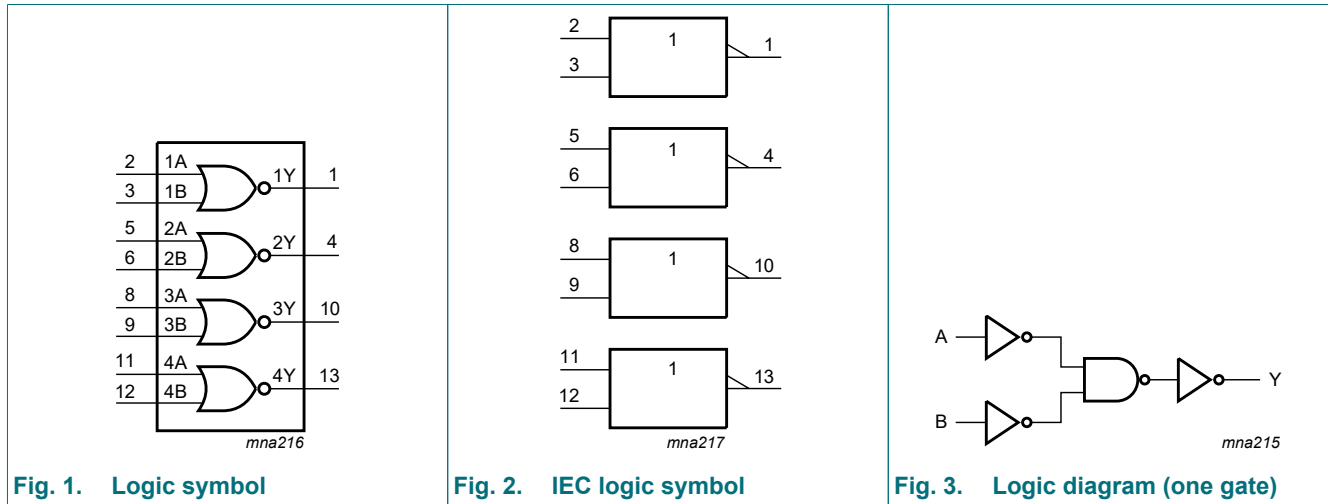 2 1A 1Y 1
3 1B
5 2A 2Y 4
6 2B
8 3A 3Y 10
9 3B
11 4A 4Y 13
12 4B
mna216
Fig. 1. Logic symbol
2 1 1
3
5 1 4
6
8 1 10
9
11 1 13
12
mna217
Fig. 2. IEC logic symbol
A
Y
B
mna215
Fig. 3. Logic diagram (one gate)